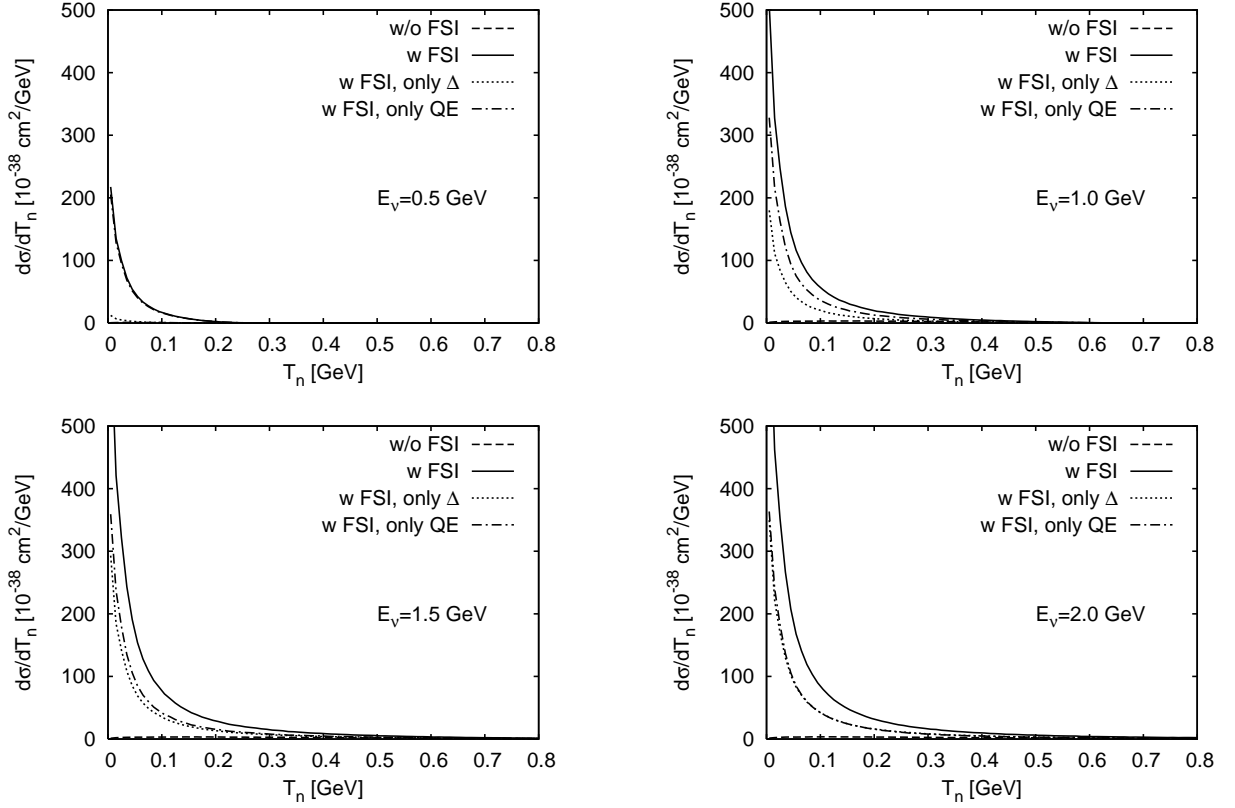 500
400
300
200
100
0
0 0.1 0.2 0.3 0.4 0.5 0.6 0.7 0.8
dσ/dT_n [10^-38 cm^2/GeV]
T_n [GeV]
w/o FSI
w FSI
w FSI, only Δ
w FSI, only QE
E_ν=0.5 GeV
500
400
300
200
100
0
0 0.1 0.2 0.3 0.4 0.5 0.6 0.7 0.8
dσ/dT_n [10^-38 cm^2/GeV]
T_n [GeV]
w/o FSI
w FSI
w FSI, only Δ
w FSI, only QE
E_ν=1.0 GeV
500
400
300
200
100
0
0 0.1 0.2 0.3 0.4 0.5 0.6 0.7 0.8
dσ/dT_n [10^-38 cm^2/GeV]
T_n [GeV]
w/o FSI
w FSI
w FSI, only Δ
w FSI, only QE
E_ν=1.5 GeV
500
400
300
200
100
0
0 0.1 0.2 0.3 0.4 0.5 0.6 0.7 0.8
dσ/dT_n [10^-38 cm^2/GeV]
T_n [GeV]
w/o FSI
w FSI
w FSI, only Δ
w FSI, only QE
E_ν=2.0 GeV